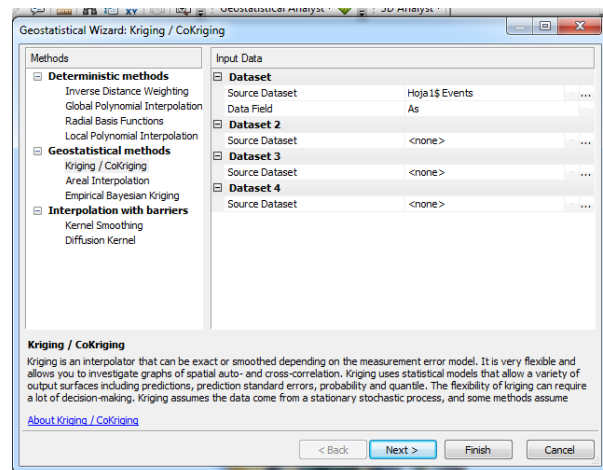 Geostatistical Analyst
3D Analyst
Geostatistical Wizard: Kriging / CoKriging
Methods
Deterministic methods
Inverse Distance Weighting
Global Polynomial Interpolation
Radial Basis Functions
Local Polynomial Interpolation
Geostatistical methods
Kriging / CoKriging
Areal Interpolation
Empirical Bayesian Kriging
Interpolation with barriers
Kernel Smoothing
Diffusion Kernel
Input Data
Dataset
Source Dataset Hoja1$ Events ...
Data Field As
Dataset 2
Source Dataset <none> ...
Dataset 3
Source Dataset <none> ...
Dataset 4
Source Dataset <none> ...
Kriging / CoKriging
Kriging is an interpolator that can be exact or smoothed depending on the measurement error model. It is very flexible and
allows you to investigate graphs of spatial auto- and cross-correlation. Kriging uses statistical models that allow a variety of
output surfaces including predictions, prediction standard errors, probability and quantile. The flexibility of kriging can require
a lot of decision-making. Kriging assumes the data come from a stationary stochastic process, and some methods assume
About Kriging / CoKriging
< Back Next > Finish Cancel